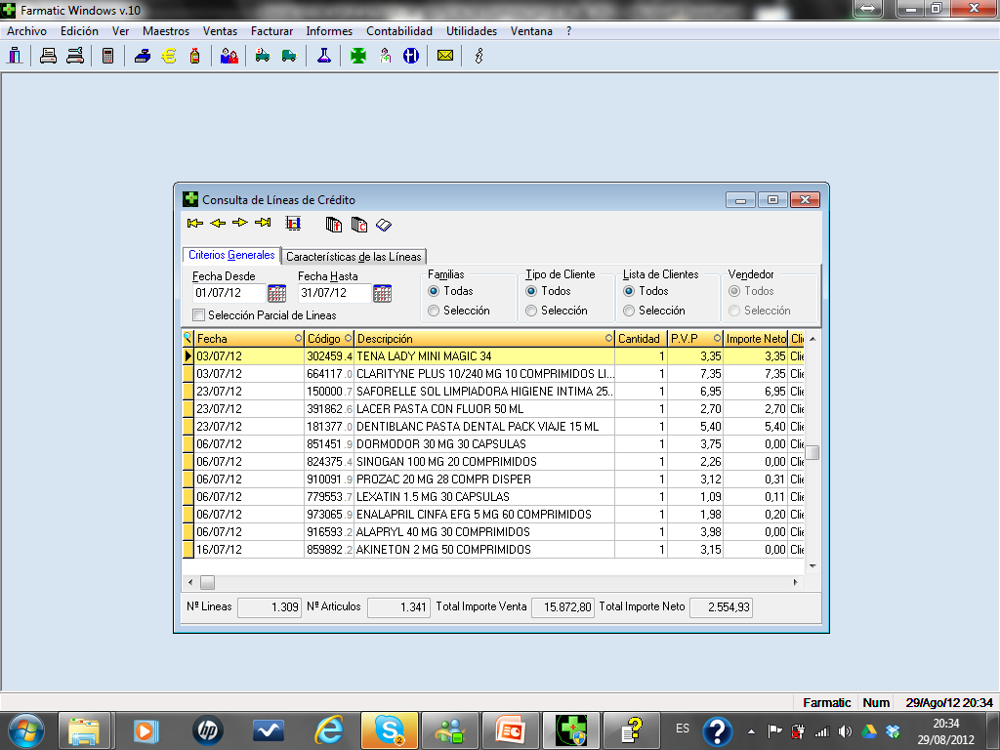 Farmatic Windows v.10
Archivo Edición Ver Maestros Ventas Facturar Informes Contabilidad Utilidades Ventana ?
Consulta de Líneas de Crédito
Criterios Generales Características de las Líneas
Fecha Desde Fecha Hasta Familias Tipo de Cliente Lista de Clientes Vendedor
01/07/12 31/07/12 Todas Todos Todos Todos
Selección Selección Selección Selección
Selección Parcial de Lineas
Fecha Código Descripción Cantidad P.V.P Importe Neto Clie
03/07/12 302459.4 TENA LADY MINI MAGIC 34 1 3,35 3,35 Clie
03/07/12 664117.0 CLARITYNE PLUS 10/240 MG 10 COMPRIMIDOS LI... 1 7,35 7,35 Clie
23/07/12 150000.7 SAFORELLE SOL LIMPIADORA HIGIENE INTIMA 25... 1 6,95 6,95 Clie
23/07/12 391862.6 LACER PASTA CON FLUOR 50 ML 1 2,70 2,70 Clie
23/07/12 181377.0 DENTIBLANC PASTA DENTAL PACK VIAJE 15 ML 1 5,40 5,40 Clie
06/07/12 851451.9 DORMODOR 30 MG 30 CAPSULAS 1 3,75 0,00 Clie
06/07/12 824375.4 SINOGAN 100 MG 20 COMPRIMIDOS 1 2,26 0,00 Clie
06/07/12 910091.9 PROZAC 20 MG 28 COMPR DISPER 1 3,12 0,31 Clie
06/07/12 779553.7 LEXATIN 1.5 MG 30 CAPSULAS 1 1,09 0,11 Clie
06/07/12 973065.9 ENALAPRIL CINFA EFG 5 MG 60 COMPRIMIDOS 1 1,98 0,20 Clie
06/07/12 916593.2 ALAPRYL 40 MG 30 COMPRIMIDOS 1 3,98 0,00 Clie
16/07/12 859892.2 AKINETON 2 MG 50 COMPRIMIDOS 1 3,15 0,00 Clie
Nº Lineas 1.309 Nº Articulos 1.341 Total Importe Venta 15.872,80 Total Importe Neto 2.554,93
Farmatic Num 29/Ago/12 20:34
ES 20:34
29/08/2012